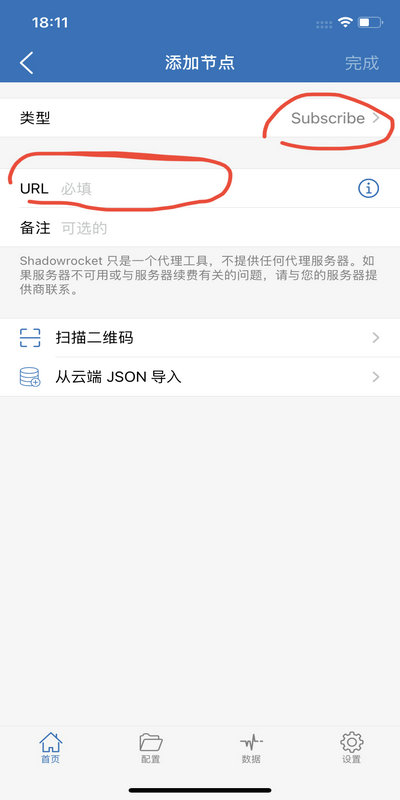 18:11
添加节点
完成
类型
Subscribe
URL 必填
备注 可选的
Shadowrocket 只是一个代理工具，不提供任何代理服务器。如
果服务器不可用或与服务器续费有关的问题，请与您的服务器提
供商联系。
扫描二维码
从云端 JSON 导入
首页
配置
数据
设置